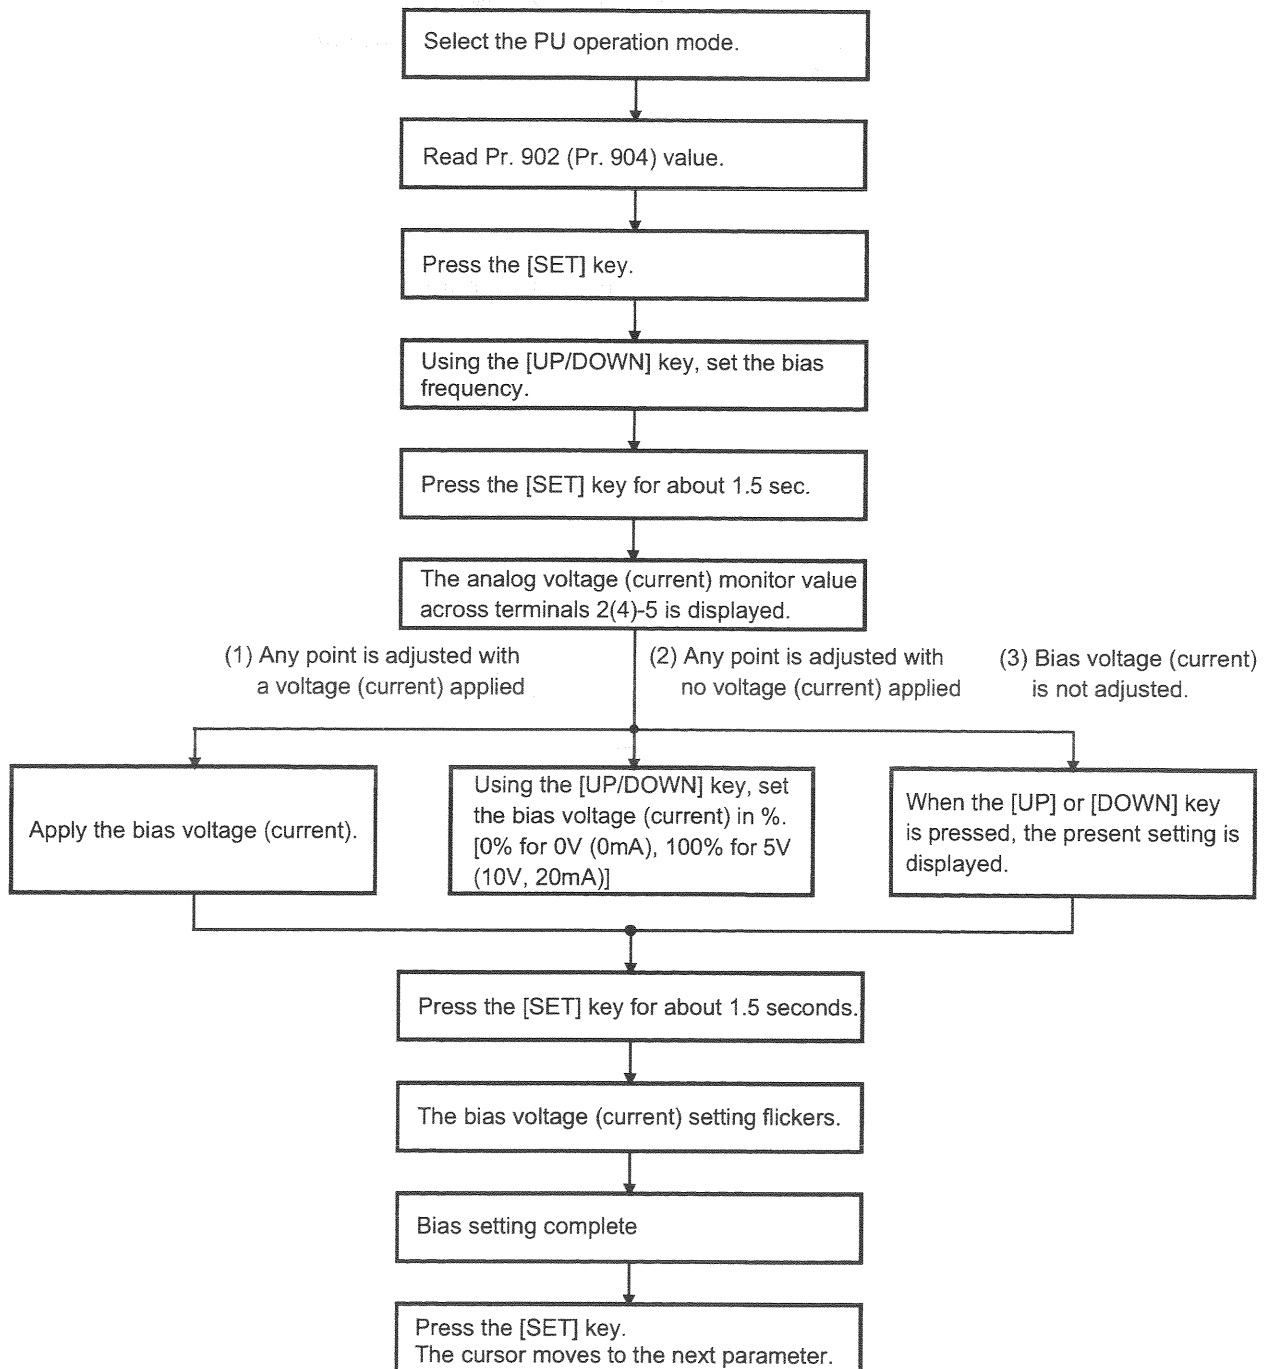 Select the PU operation mode.
Read Pr. 902 (Pr. 904) value.
Press the [SET] key.
Using the [UP/DOWN] key, set the bias
frequency.
Press the [SET] key for about 1.5 sec.
The analog voltage (current) monitor value
across terminals 2(4)-5 is displayed.
(1) Any point is adjusted with
a voltage (current) applied
(2) Any point is adjusted with
no voltage (current) applied
(3) Bias voltage (current)
is not adjusted.
Apply the bias voltage (current).
Using the [UP/DOWN] key, set
the bias voltage (current) in %.
[0% for 0V (0mA), 100% for 5V
(10V, 20mA)]
When the [UP] or [DOWN] key
is pressed, the present setting is
displayed.
Press the [SET] key for about 1.5 seconds.
The bias voltage (current) setting flickers.
Bias setting complete
Press the [SET] key.
The cursor moves to the next parameter.